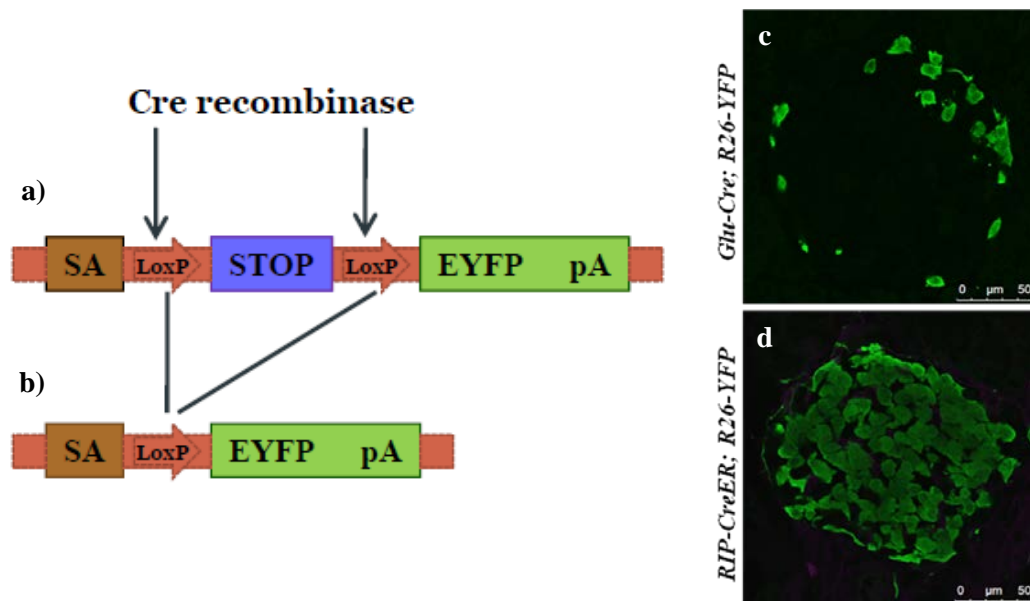 Cre recombinase
a)
SA LoxP STOP LoxP EYFP pA
b)
SA LoxP EYFP pA
c
Glu-Cre; R26-YFP
0 µm 50
d
RIP-CreER; R26-YFP
0 µm 50